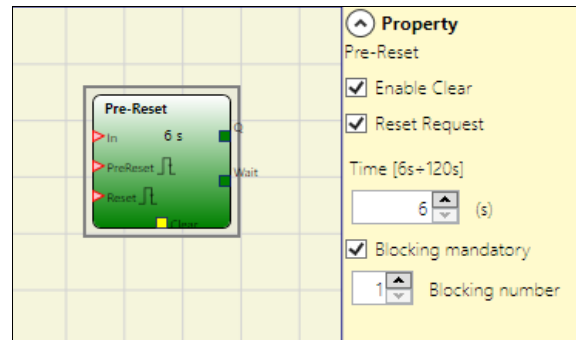 Property
Pre-Reset
Enable Clear
Reset Request
Time [6s÷120s]
6 (s)
Blocking mandatory
1 Blocking number
Pre-Reset
In 6 s Q
PreReset Wait
Reset
Clear